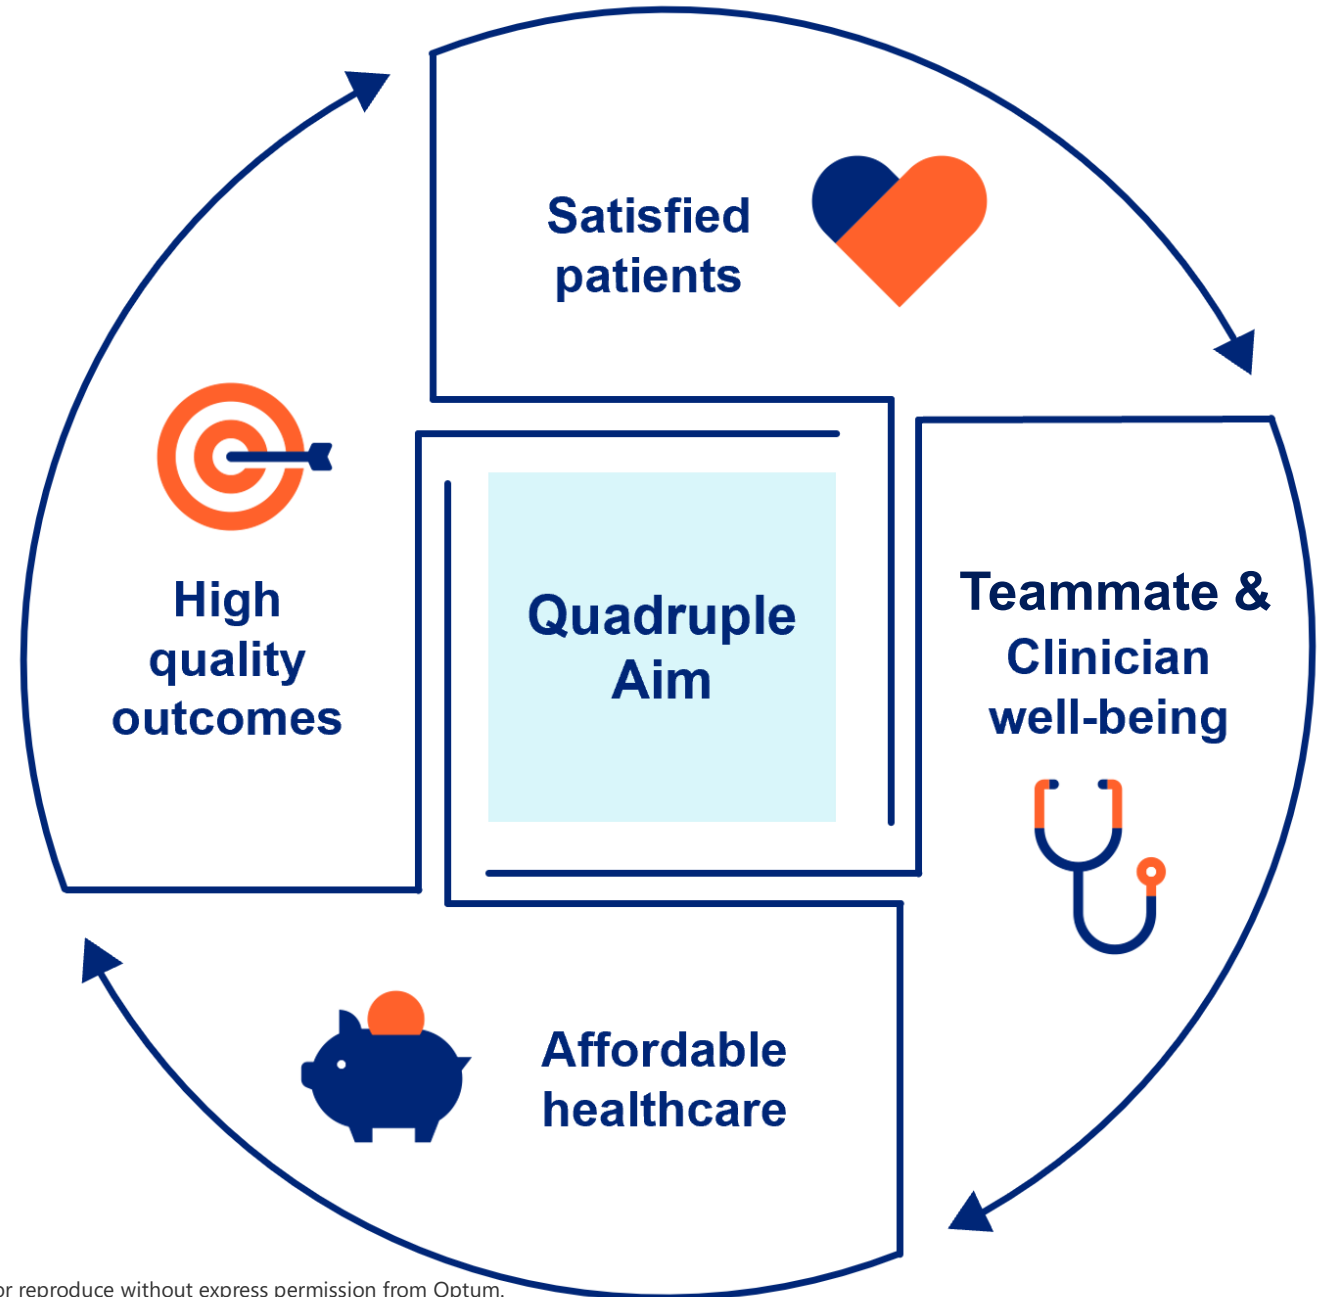 Satisfied
patients
Teammate &
Clinician
well-being
Affordable
healthcare
High
quality
outcomes
Quadruple
Aim
or reproduce without express permission from Optum.